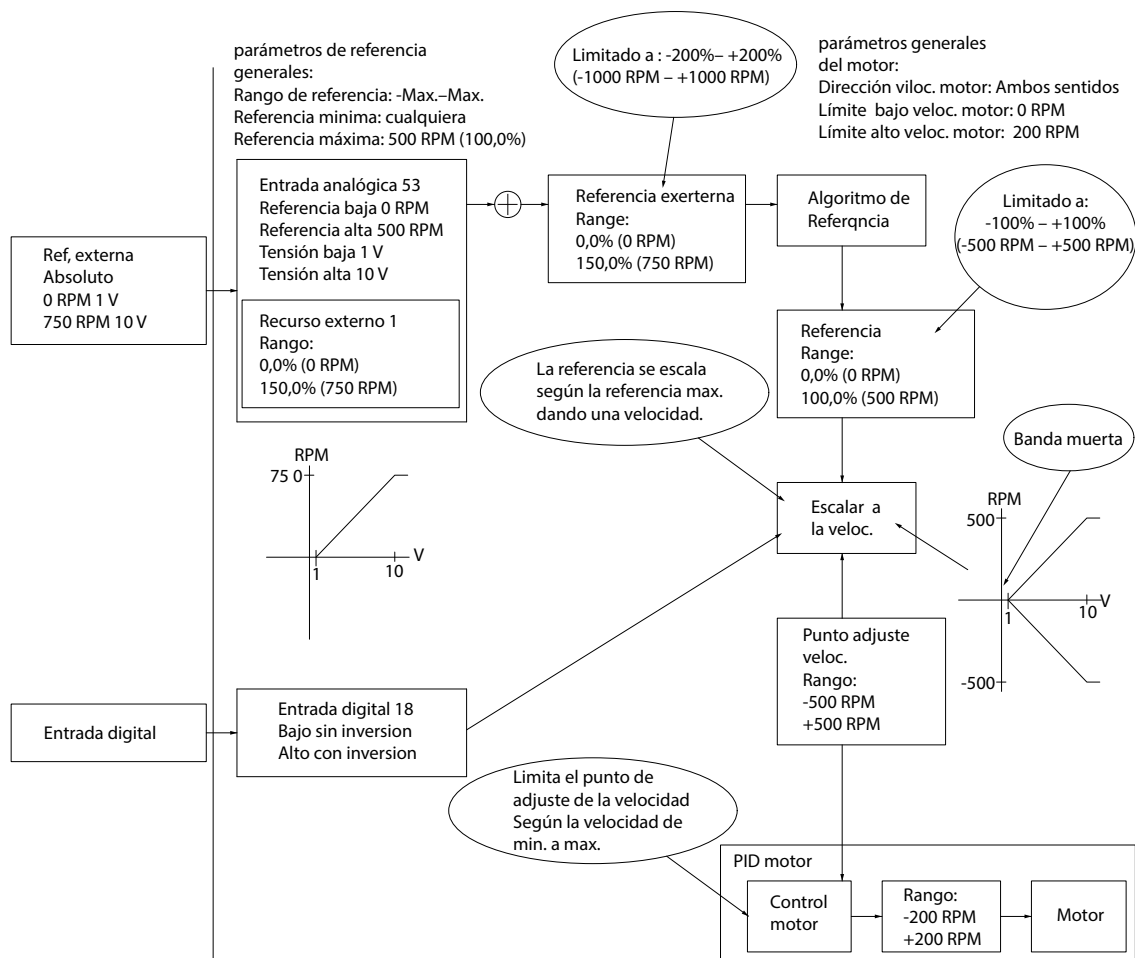 parámetros de referencia
generales:
Rango de referencia: -Max.–Max.
Referencia minima: cualquiera
Referencia máxima: 500 RPM (100,0%)
Limitado a : -200%– +200%
(-1000 RPM – +1000 RPM)
parámetros generales
del motor:
Dirección viloc. motor: Ambos sentidos
Límite bajo veloc. motor: 0 RPM
Límite alto veloc. motor: 200 RPM
Ref, externa
Absoluto
0 RPM 1 V
750 RPM 10 V
Entrada analógica 53
Referencia baja 0 RPM
Referencia alta 500 RPM
Tensión baja 1 V
Tensión alta 10 V
Recurso externo 1
Rango:
0,0% (0 RPM)
150,0% (750 RPM)
Referencia exerterna
Range:
0,0% (0 RPM)
150,0% (750 RPM)
Algoritmo de
Referqncia
Limitado a:
-100% – +100%
(-500 RPM – +500 RPM)
Referencia
Range:
0,0% (0 RPM)
100,0% (500 RPM)
La referencia se escala
según la referencia max.
dando una velocidad.
RPM
75 0
1
10
V
Escalar a
la veloc.
Banda muerta
RPM
500
1
10
V
-500
Punto adjuste
veloc.
Rango:
-500 RPM
+500 RPM
Entrada digital
Entrada digital 18
Bajo sin inversion
Alto con inversion
Limita el punto de
adjuste de la velocidad
Según la velocidad de
min. a max.
PID motor
Control
motor
Rango:
-200 RPM
+200 RPM
Motor